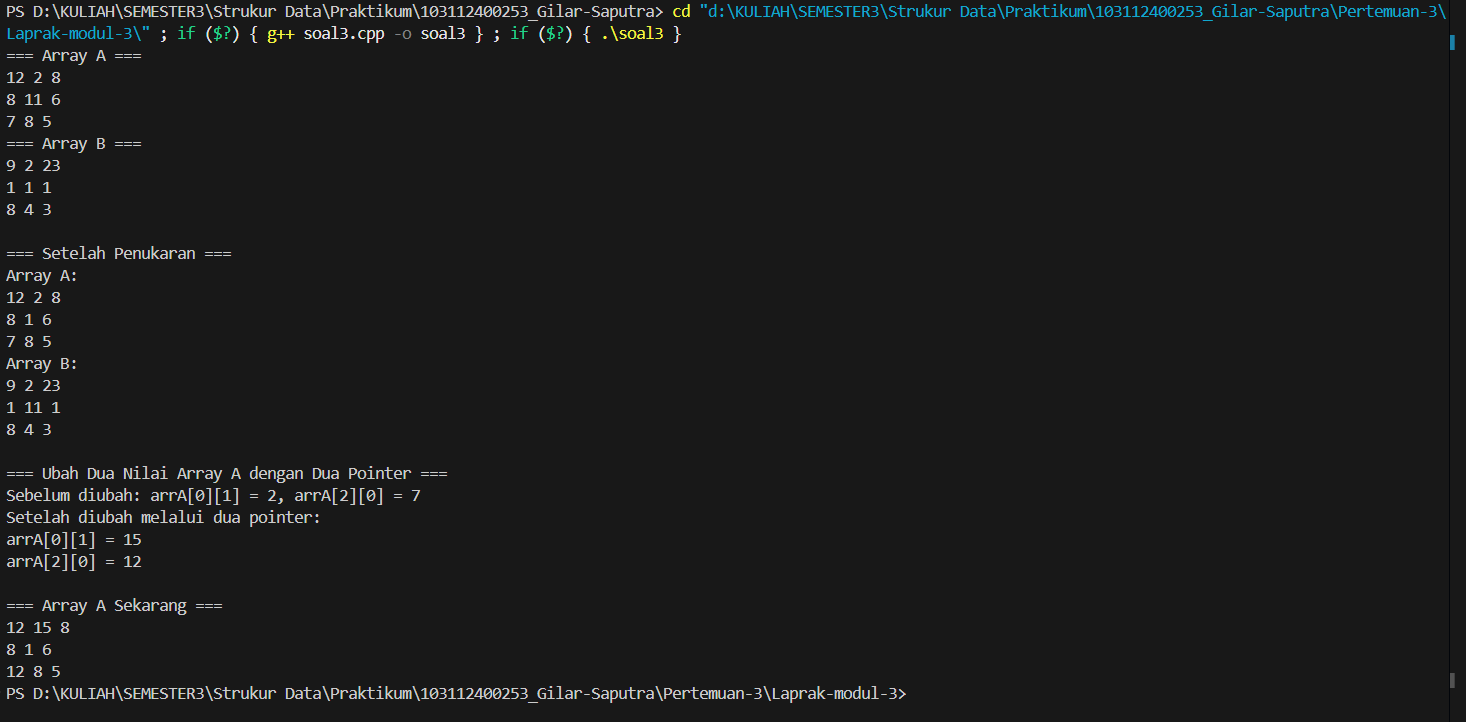 PS D:\KULIAH\SEMESTER3\Strukur Data\Praktikum\103112400253_Gilar-Saputra> cd "d:\KULIAH\SEMESTER3\Strukur Data\Praktikum\103112400253_Gilar-Saputra\Pertemuan-3\
Laprak-modul-3\" ; if ($?) { g++ soal3.cpp -o soal3 } ; if ($?) { .\soal3 }
=== Array A ===
12 2 8
8 11 6
7 8 5
=== Array B ===
9 2 23
1 1 1
8 4 3

=== Setelah Penukaran ===
Array A:
12 2 8
8 1 6
7 8 5
Array B:
9 2 23
1 11 1
8 4 3

=== Ubah Dua Nilai Array A dengan Dua Pointer ===
Sebelum diubah: arrA[0][1] = 2, arrA[2][0] = 7
Setelah diubah melalui dua pointer:
arrA[0][1] = 15
arrA[2][0] = 12

=== Array A Sekarang ===
12 15 8
8 1 6
12 8 5
PS D:\KULIAH\SEMESTER3\Strukur Data\Praktikum\103112400253_Gilar-Saputra\Pertemuan-3\Laprak-modul-3>